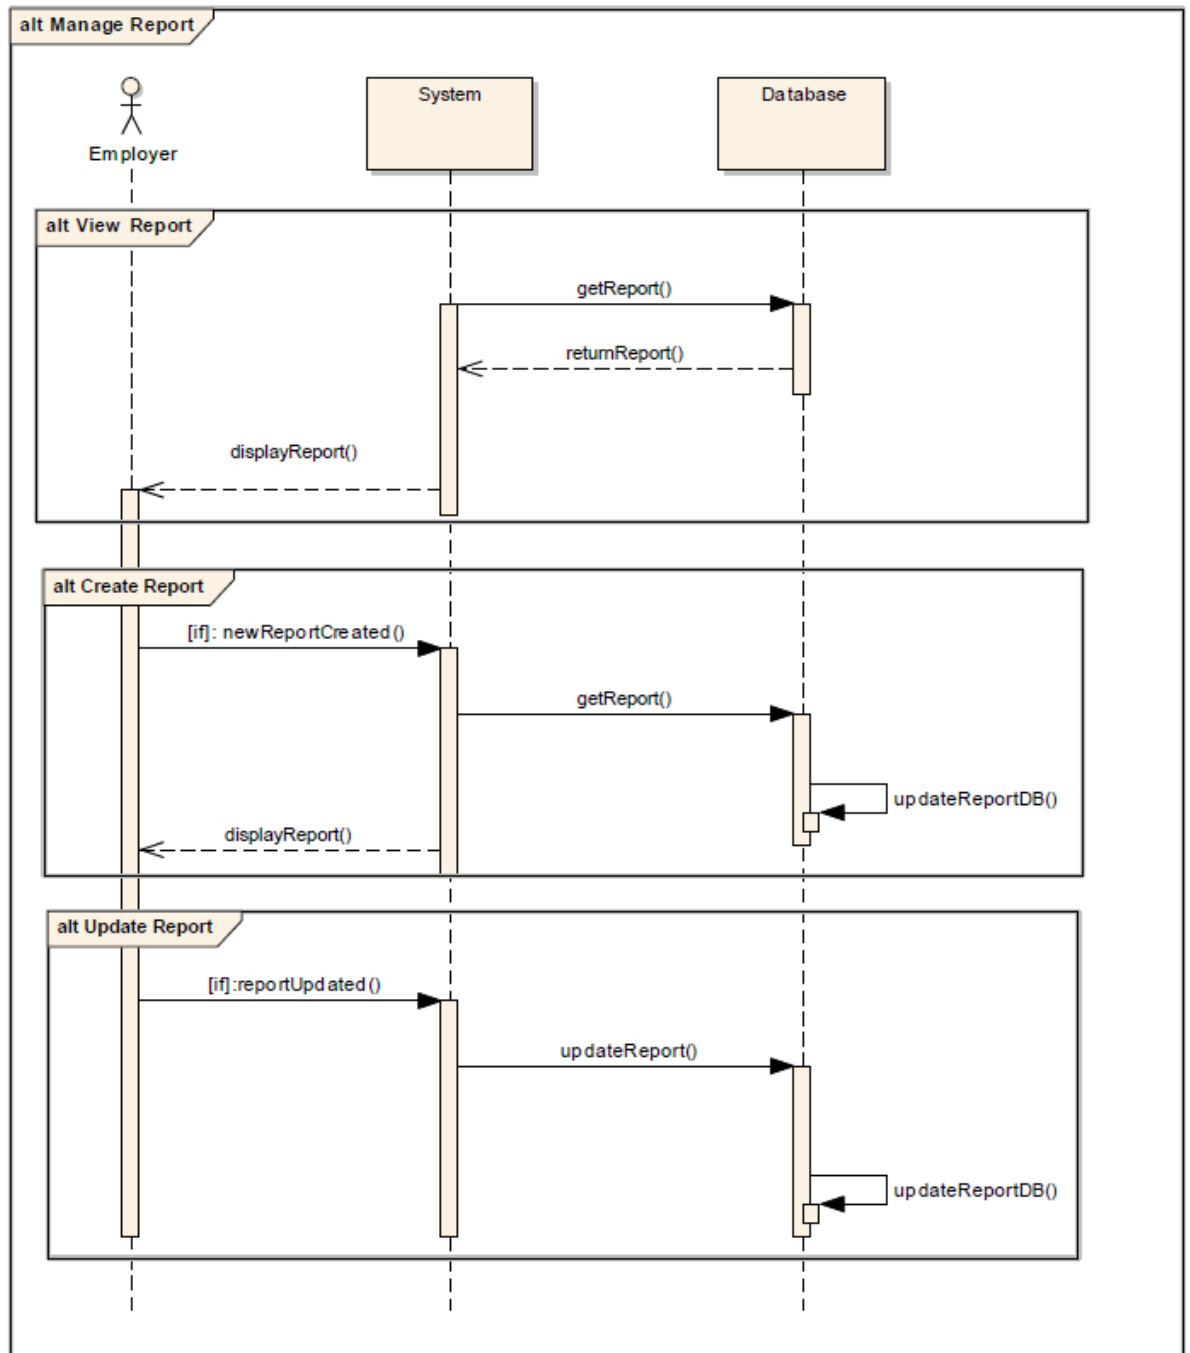 alt Manage Report
System
Database
Employer
alt View Report
getReport()
returnReport()
displayReport()
alt Create Report
[if]: newReportCreated()
getReport()
updateReportDB()
displayReport()
alt Update Report
[if]:reportUpdated()
updateReport()
updateReportDB()